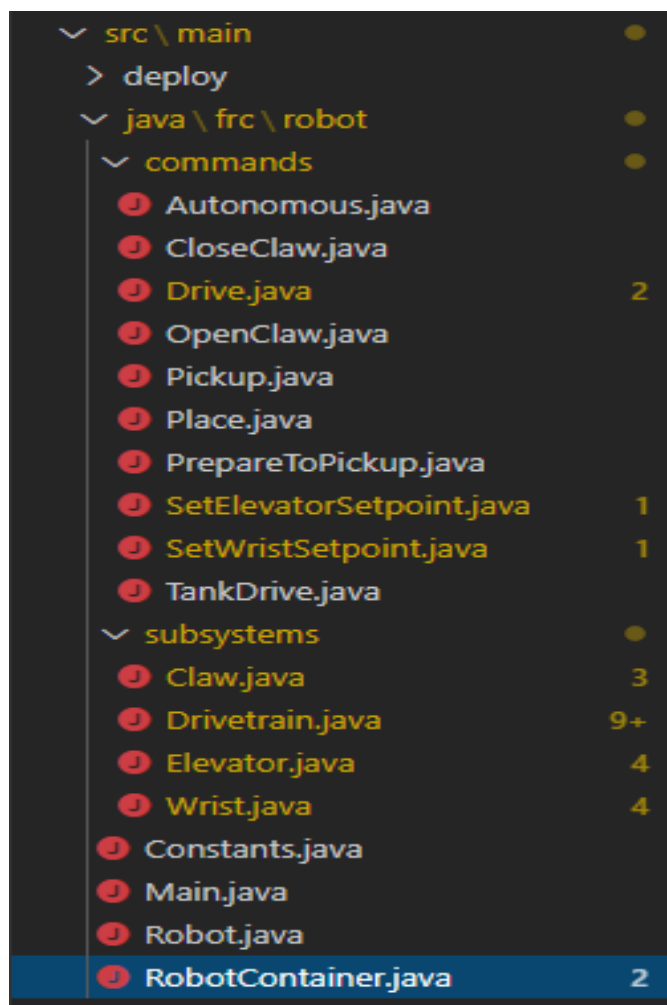 src \ main
deploy
java \ frc \ robot
commands
J Autonomous.java
J CloseClaw.java
J Drive.java 2
J OpenClaw.java
J Pickup.java
J Place.java
J PrepareToPickup.java
J SetElevatorSetpoint.java 1
J SetWristSetpoint.java 1
J TankDrive.java
subsystems
J Claw.java 3
J Drivetrain.java 9+
J Elevator.java 4
J Wrist.java 4
J Constants.java
J Main.java
J Robot.java
J RobotContainer.java 2